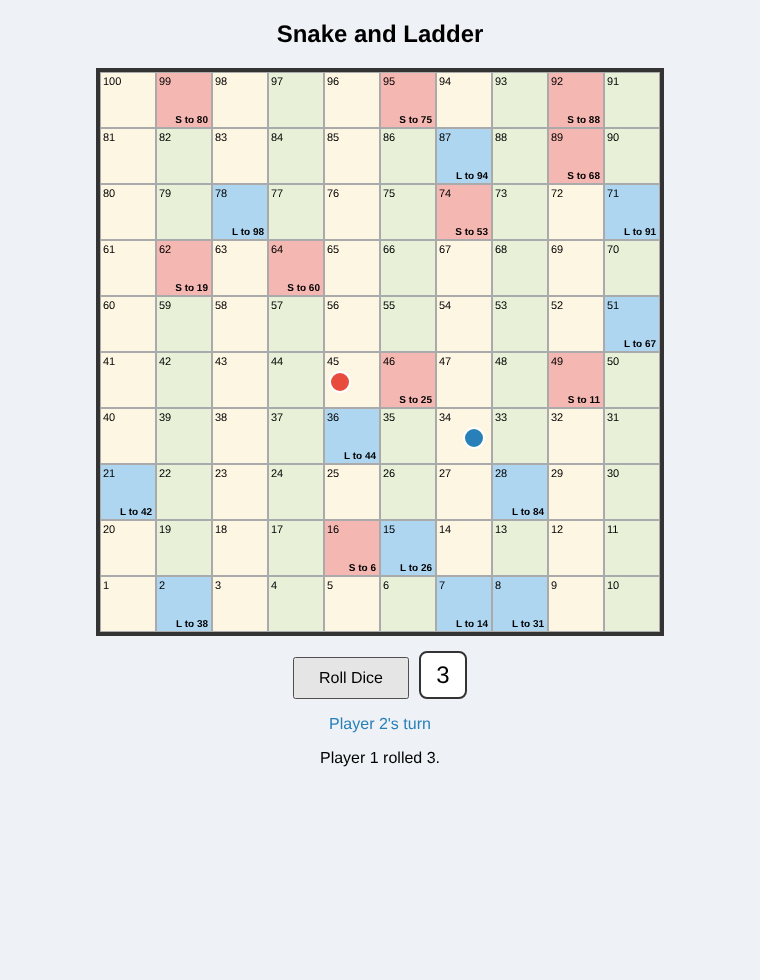 Snake and Ladder
100 99 98 97 96 95 94 93 92 91
S to 80 S to 75 S to 88
81 82 83 84 85 86 87 88 89 90
L to 94 S to 68
80 79 78 77 76 75 74 73 72 71
L to 98 S to 53 L to 91
61 62 63 64 65 66 67 68 69 70
S to 19 S to 60
60 59 58 57 56 55 54 53 52 51
L to 67
41 42 43 44 45 46 47 48 49 50
S to 25 S to 11
40 39 38 37 36 35 34 33 32 31
L to 44
21 22 23 24 25 26 27 28 29 30
L to 42 L to 84
20 19 18 17 16 15 14 13 12 11
S to 6 L to 26
1 2 3 4 5 6 7 8 9 10
L to 38 L to 14 L to 31
Roll Dice 3
Player 2's turn
Player 1 rolled 3.